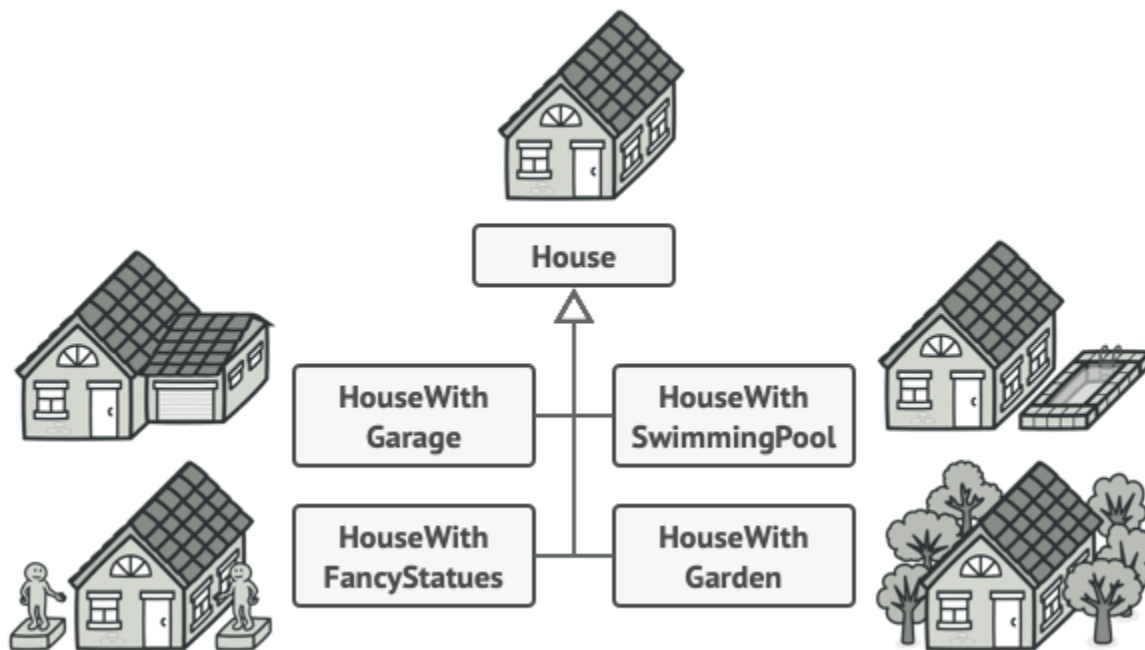 House
HouseWith
Garage
HouseWith
SwimmingPool
HouseWith
FancyStatues
HouseWith
Garden